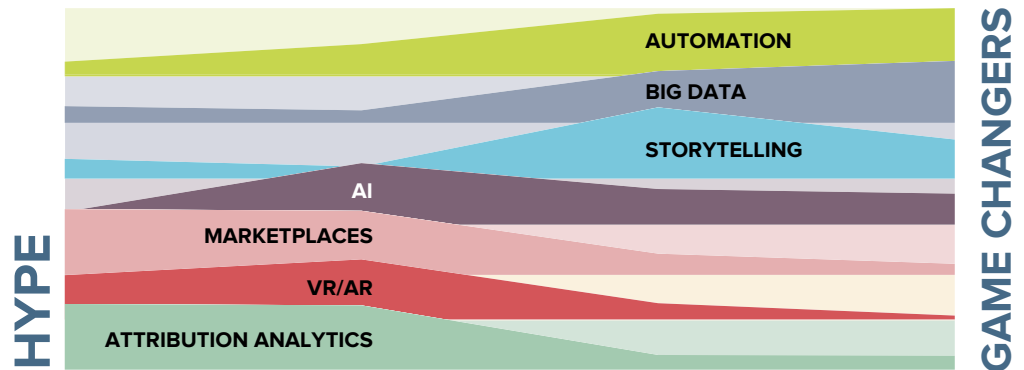 HYPE
AUTOMATION
BIG DATA
STORYTELLING
AI
MARKETPLACES
VR/AR
ATTRIBUTION ANALYTICS
GAME CHANGERS